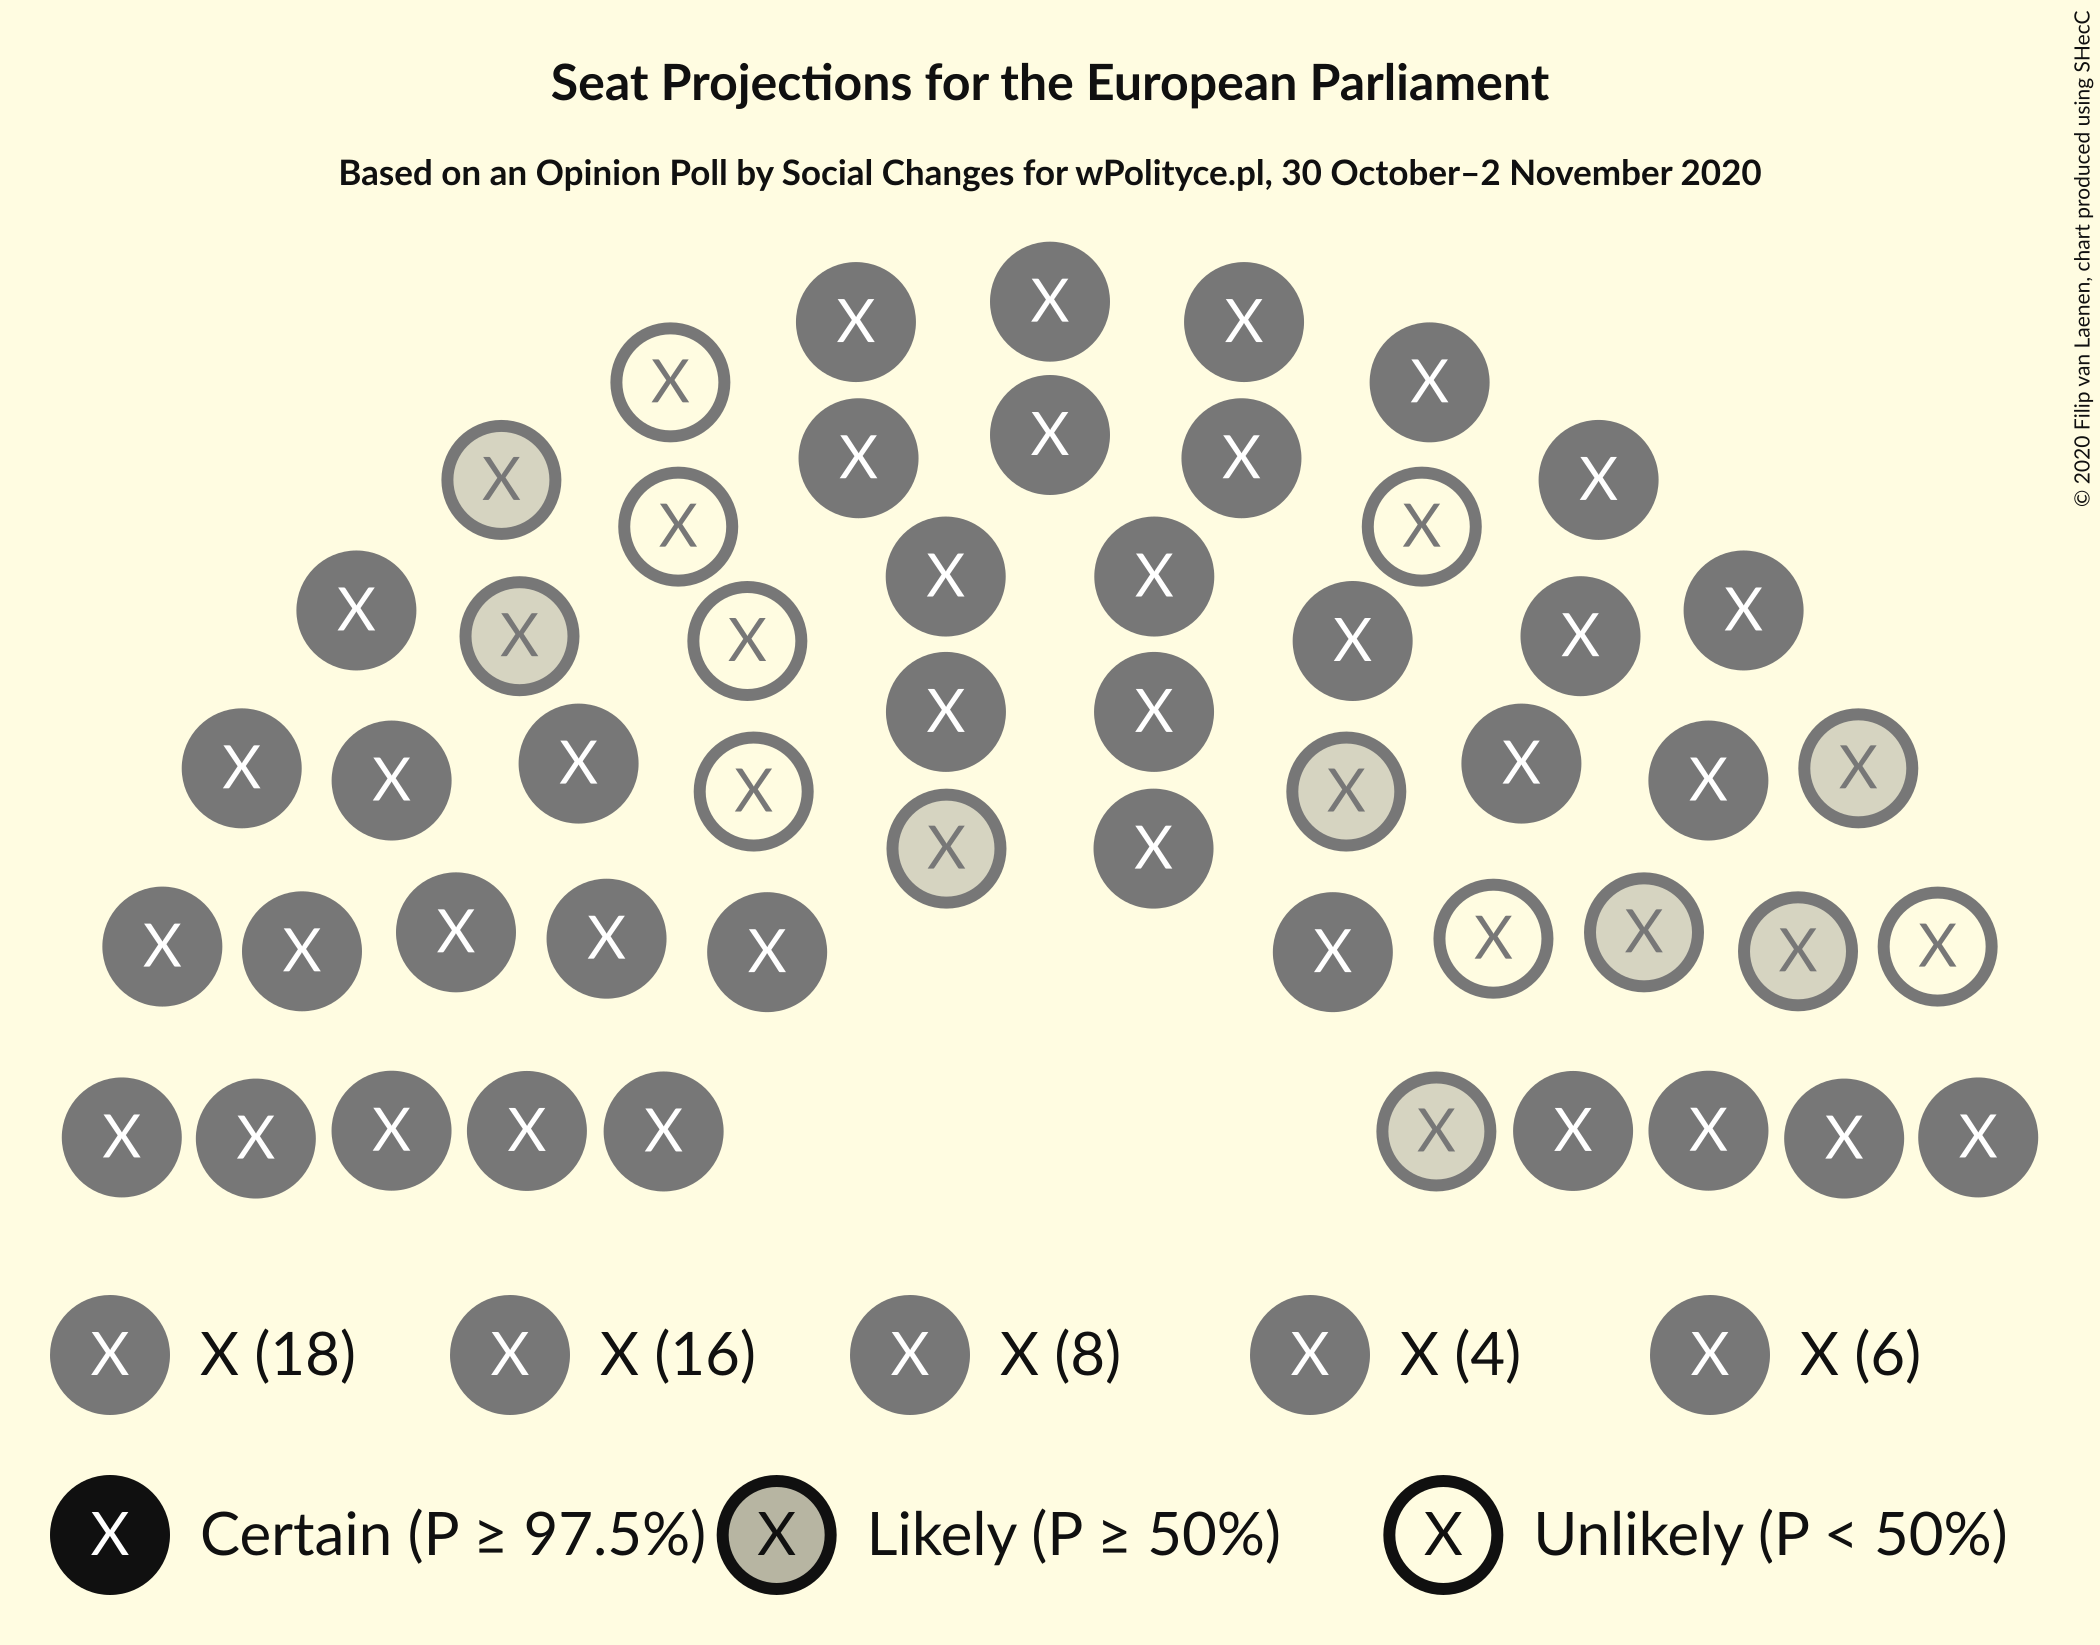 Seat Projections for the European Parliament
Based on an Opinion Poll by Social Changes for wPolityce.pl, 30 October–2 November 2020
© 2020 Filip van Laenen, chart produced using SHecC
X X X
X X
X X X
X X
X X
X X
X X
X X X X
X X
X X X X X X
X X
X X
X X X X X X X X X X
X X X X X X X X X X
X X (18) X X (16) X X (8) X X (4) X X (6)
X Certain (P ≥ 97.5%) X Likely (P ≥ 50%) X Unlikely (P < 50%)